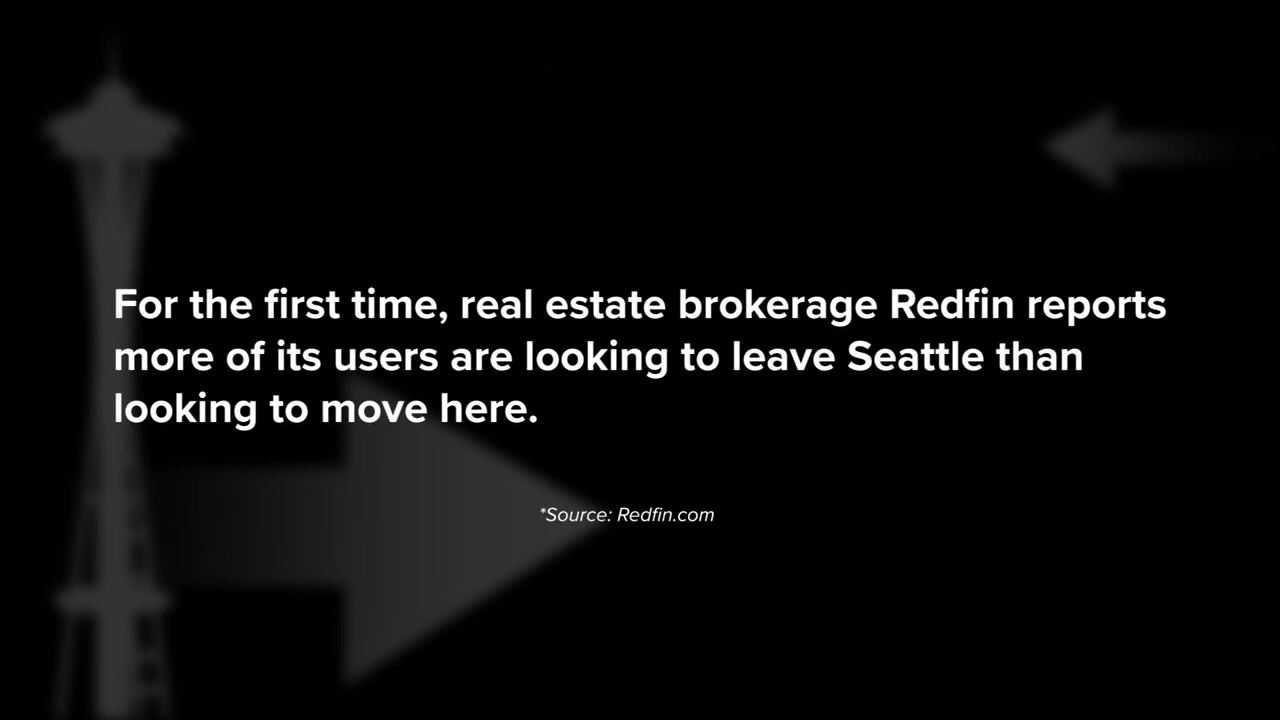 For the first time, real estate brokerage Redfin reports
more of its users are looking to leave Seattle than
looking to move here.
*Source: Redfin.com